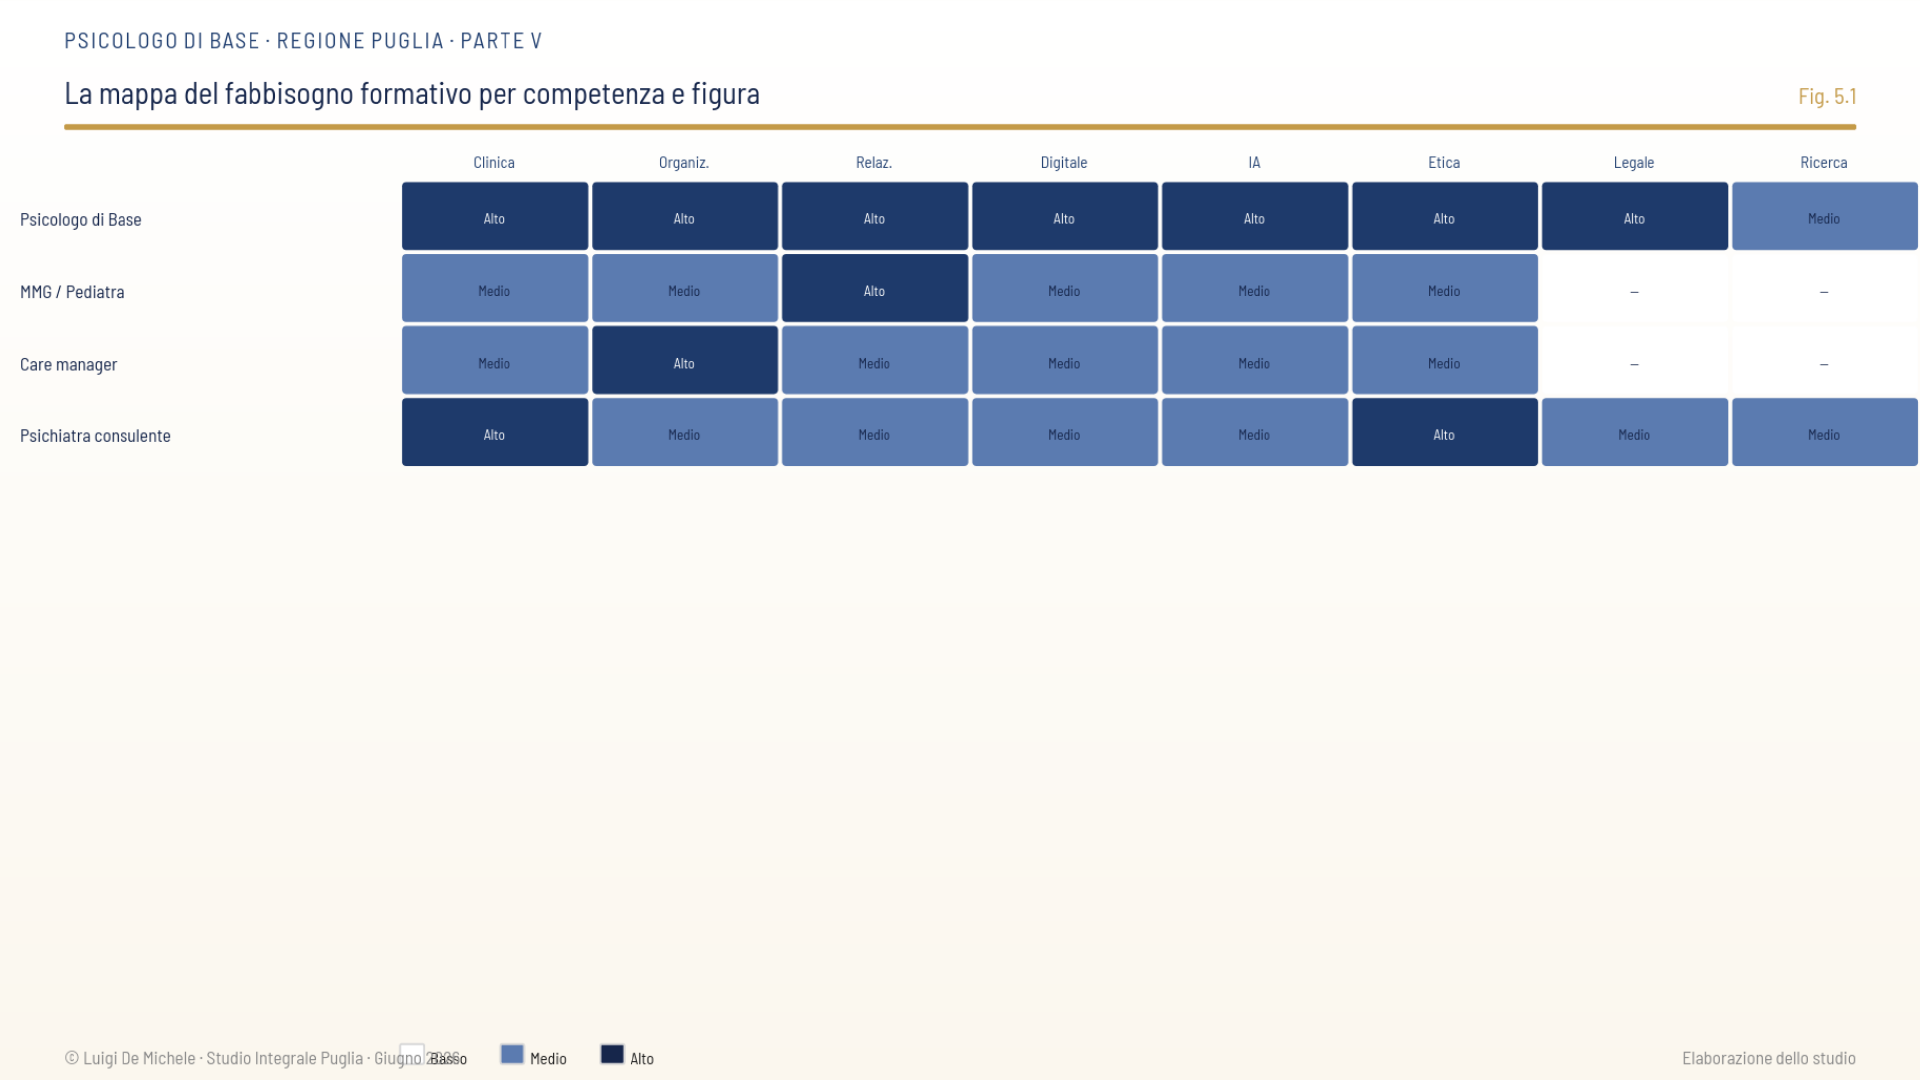 PSICOLOGO DI BASE · REGIONE PUGLIA · PARTE V
La mappa del fabbisogno formativo per competenza e figura
Fig. 5.1
Clinica Organiz. Relaz. Digitale IA Etica Legale Ricerca
Psicologo di Base Alto Alto Alto Alto Alto Alto Alto Medio
MMG / Pediatra Medio Medio Alto Medio Medio Medio – –
Care manager Medio Alto Medio Medio Medio Medio – –
Psichiatra consulente Alto Medio Medio Medio Medio Alto Medio Medio
© Luigi De Michele · Studio Integrale Puglia · Giugno
Basso Medio Alto
Elaborazione dello studio